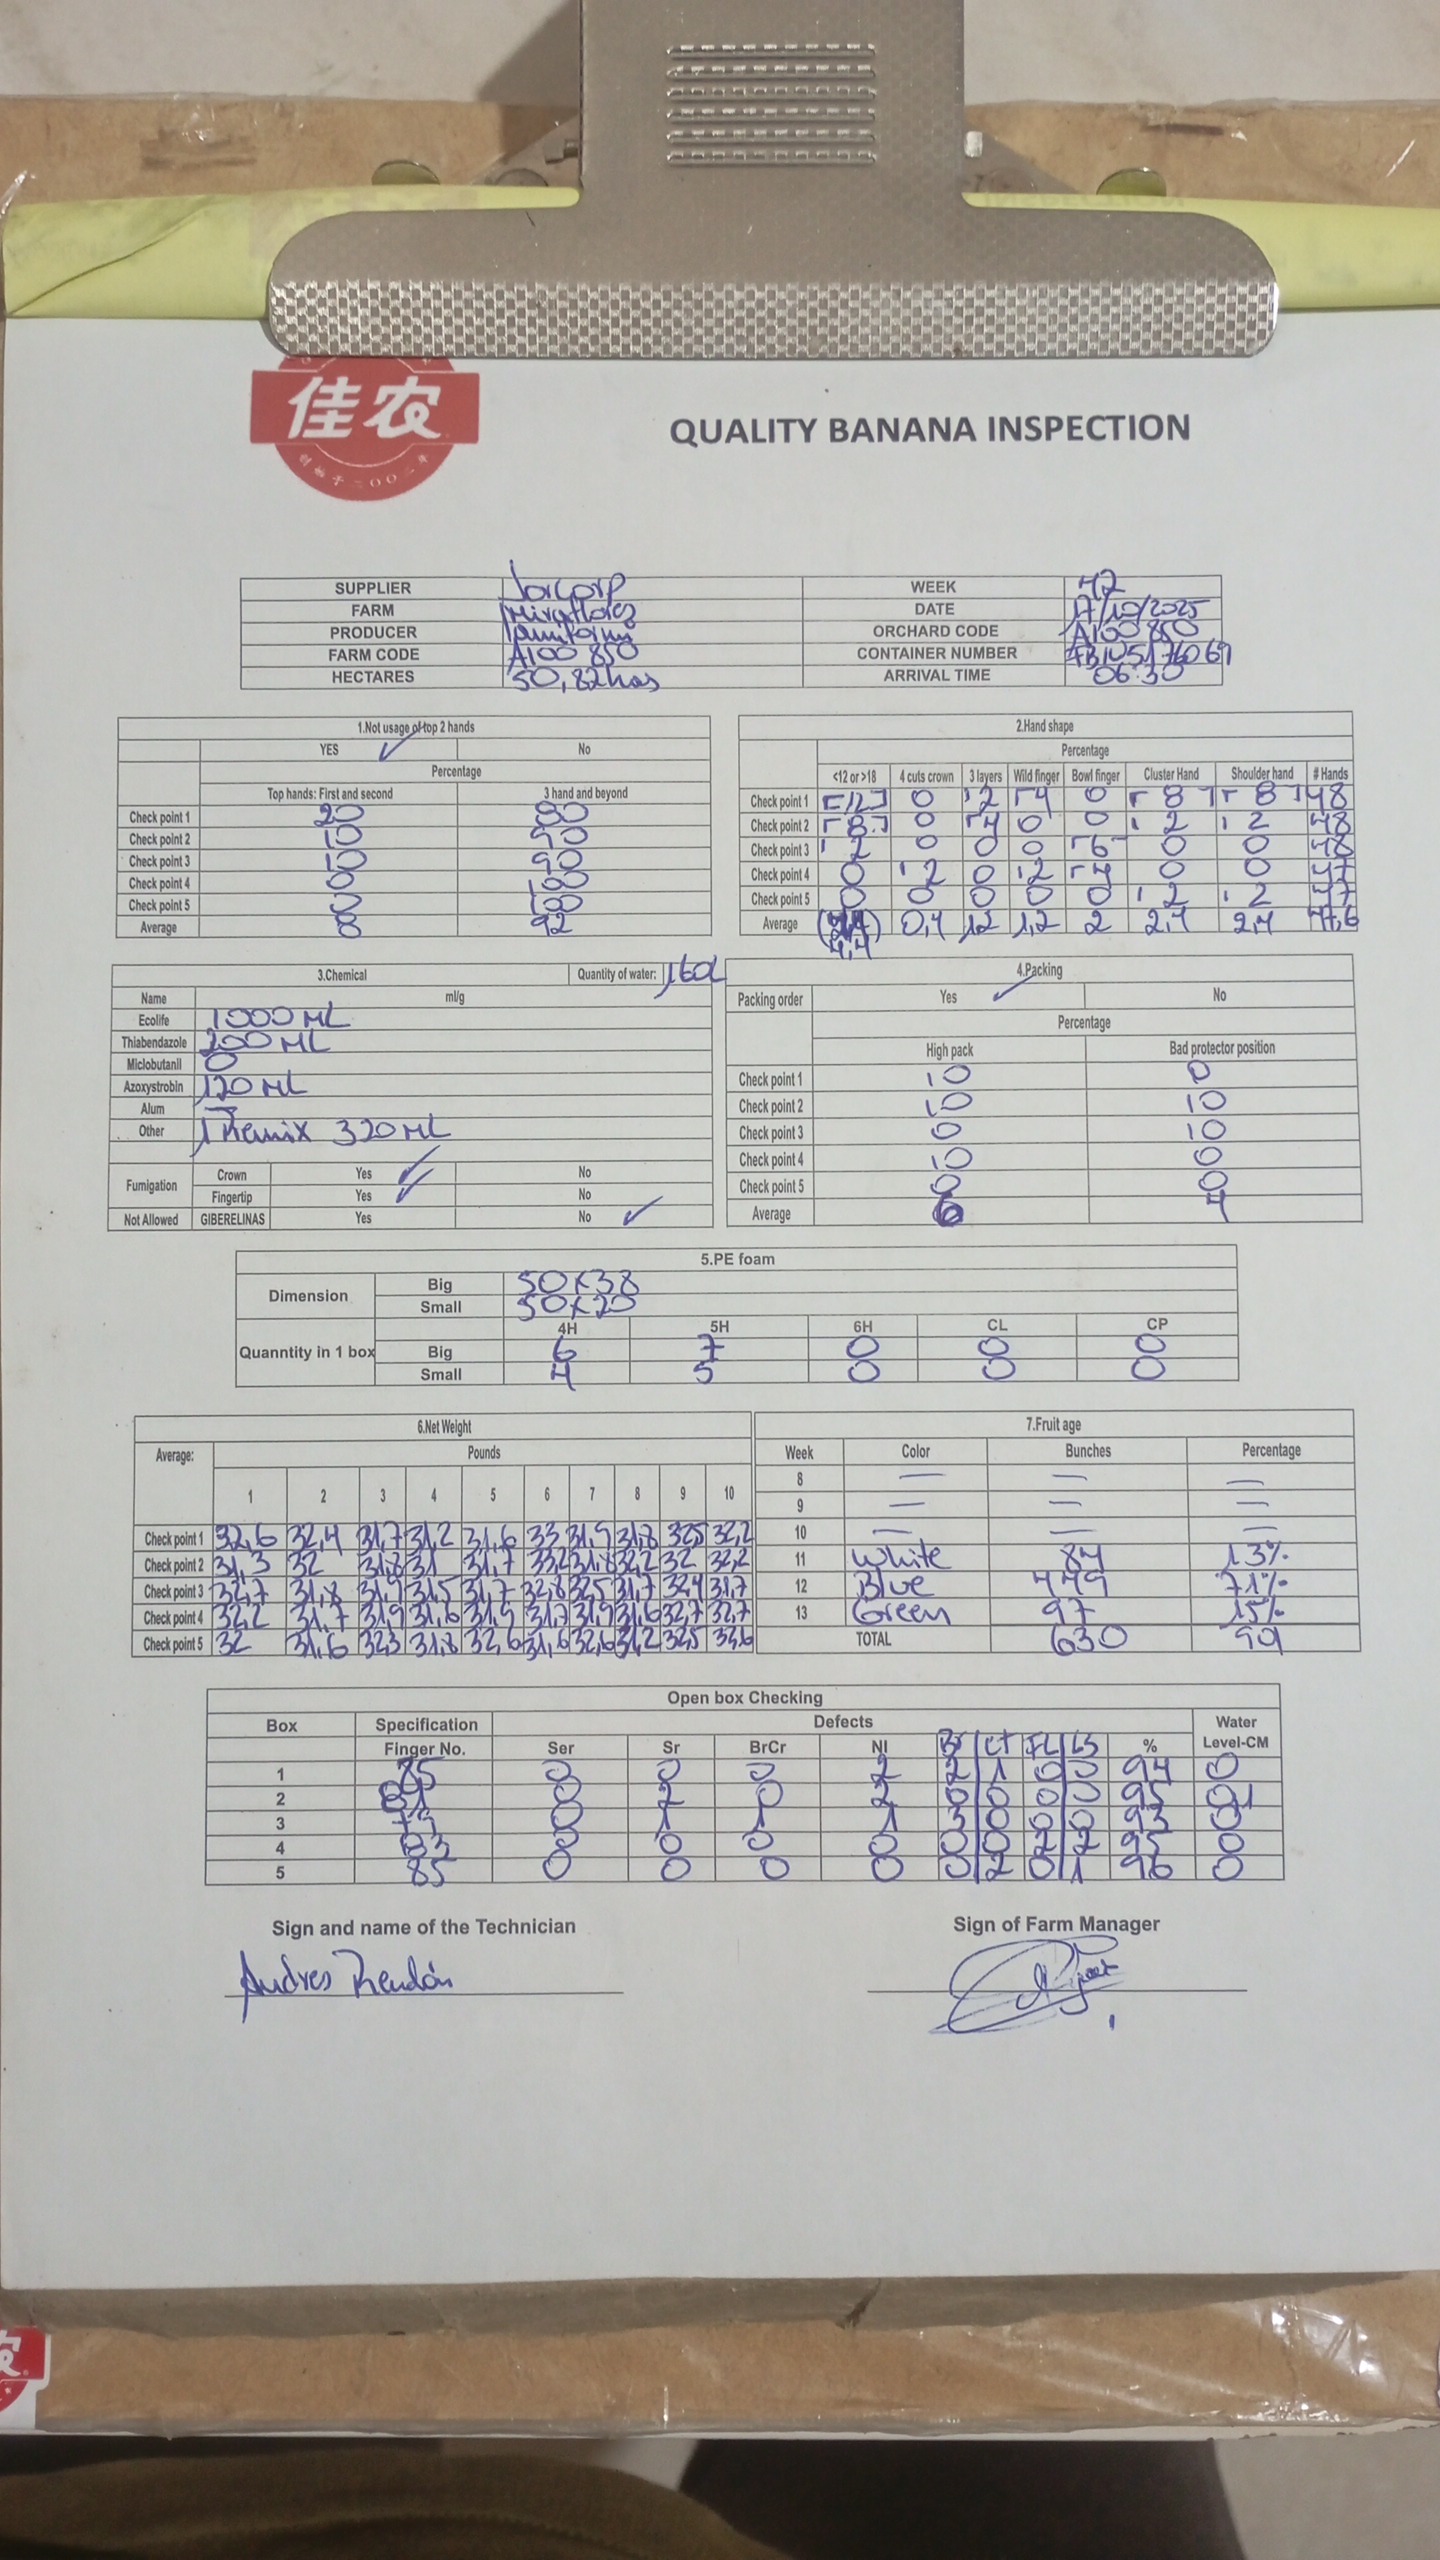 佳农
创始于二〇〇二年
QUALITY BANANA INSPECTION
SUPPLIER Jorcorp WEEK 42
FARM Miraflores DATE 17/10/2025
PRODUCER ORCHARD CODE A100 850
FARM CODE A100 850 CONTAINER NUMBER
HECTARES 50,82 has ARRIVAL TIME 06:30
1.Not usage of top 2 hands
YES ✓ No
Percentage
Top hands: First and second 3 hand and beyond
Check point 1 20 80
Check point 2 10 90
Check point 3 10 90
Check point 4 0 100
Check point 5 0 100
Average 8 92
2.Hand shape
Percentage
<12 or >18 4 cuts crown 3 layers Wild finger Bowl finger Cluster Hand Shoulder hand # Hands
Check point 1 12 0 2 4 0 8 8 48
Check point 2 8 0 4 0 0 2 2 48
Check point 3 2 0 0 0 6 0 0 48
Check point 4 0 2 0 2 4 0 0 47
Check point 5 0 0 0 0 0 2 2 47
Average 4,4 0,4 1,2 1,2 2 2,4 2,4 47,6
3.Chemical Quantity of water: 160L
Name ml/g
Ecolife 1000 ML
Thiabendazole 200 ML
Miclobutanil 0
Azoxystrobin 120 ML
Alum —
Other 320 ML
Fumigation Crown Yes ✓ No
Fingertip Yes ✓ No
Not Allowed GIBERELINAS Yes No ✓
4.Packing
Packing order Yes ✓ No
Percentage
High pack Bad protector position
Check point 1 10 0
Check point 2 10 10
Check point 3 0 10
Check point 4 10 0
Check point 5 0 0
Average 6 4
5.PE foam
Dimension Big 50x38
Small 50x20
4H 5H 6H CL CP
Quanntity in 1 box Big 6 7 0 0 0
Small 4 5 0 0 0
6.Net Weight
Average: Pounds
1 2 3 4 5 6 7 8 9 10
Check point 1 32,6 32,4 31,7 31,2 31,6 33 31,9 31,8 32,5 32,2
Check point 2 31,3 32 31,8 31 31,7 33,2 31,8 32,2 32 32,2
Check point 3 32,7 31,8 31,9 31,5 31,7 32,8 32,5 31,7 32,4 31,7
Check point 4 32,2 31,7 31,9 31,6 31,9 31,7 31,9 31,6 32,7 32,7
Check point 5 32 31,6 32,3 31,8 32,6 31,6 32,6 31,2 32,5 32,6
7.Fruit age
Week Color Bunches Percentage
8 — — —
9 — — —
10 — — —
11 White 84 13%
12 Blue 449 71%
13 Green 97 15%
TOTAL 630 99
Open box Checking
Box Specification Defects Water
Finger No. Ser Sr BrCr NI Br CT FL LS % Level-CM
1 85 0 0 0 2 2 1 0 0 94 0
2 81 0 2 0 2 0 0 0 0 95 01
3 79 0 1 1 1 3 0 0 0 93 0
4 83 0 0 0 0 0 0 2 2 95 0
5 85 0 0 0 0 0 2 0 1 96 0
Sign and name of the Technician Sign of Farm Manager
Andres Rendón
农